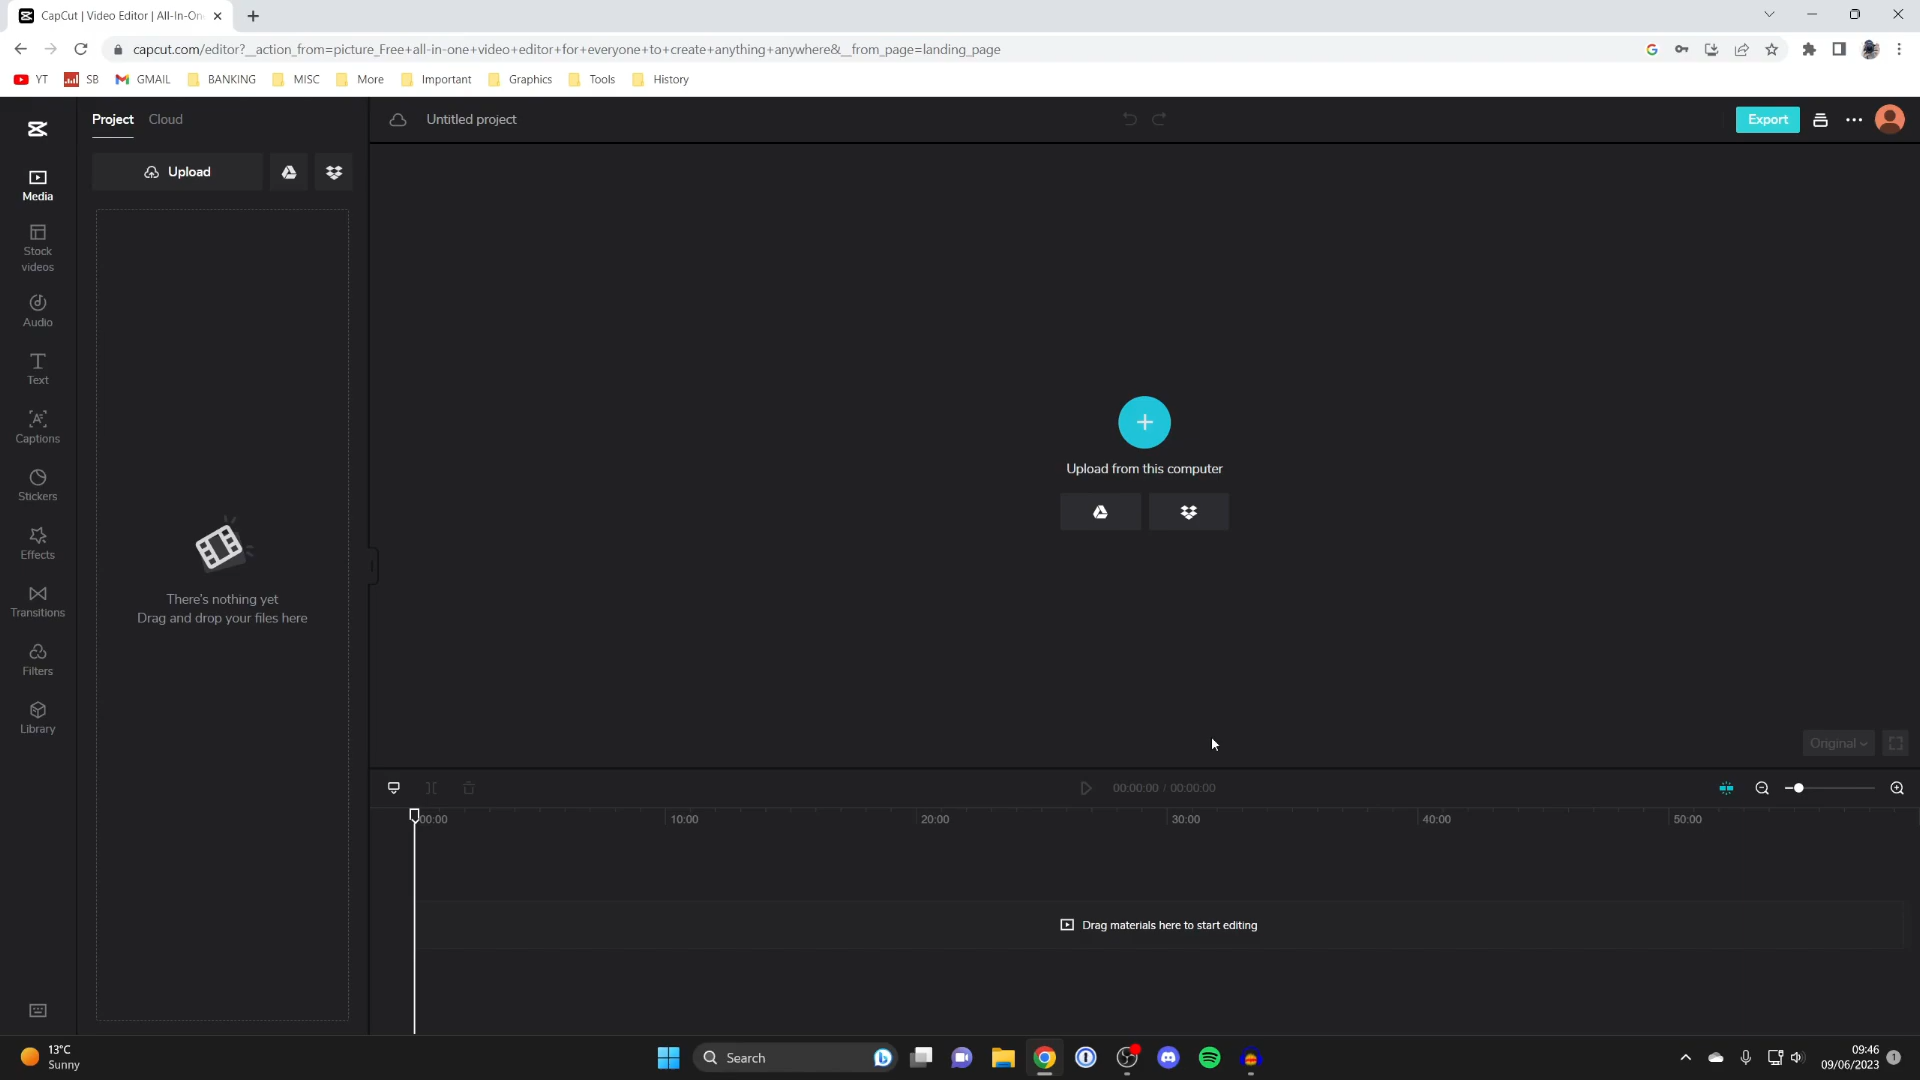 CapCut | Video Editor | All-In-On
capcut.com/editor?__action_from=picture_Free+all-in-one+video+editor+for+everyone+to+create+anything+anywhere&__from_page=landing_page
YT SB GMAIL BANKING MISC More Important Graphics Tools History
Project Cloud
Untitled project
Export
Upload
Media
Stock
videos
Audio
Text
Captions
Stickers
Effects
Transitions
Filters
Library
There's nothing yet
Drag and drop your files here
Upload from this computer
Original
00:00:00 / 00:00:00
00:00 10:00 20:00 30:00 40:00 50:00
Drag materials here to start editing
13°C
Sunny
Search
09:46
09/06/2023
1